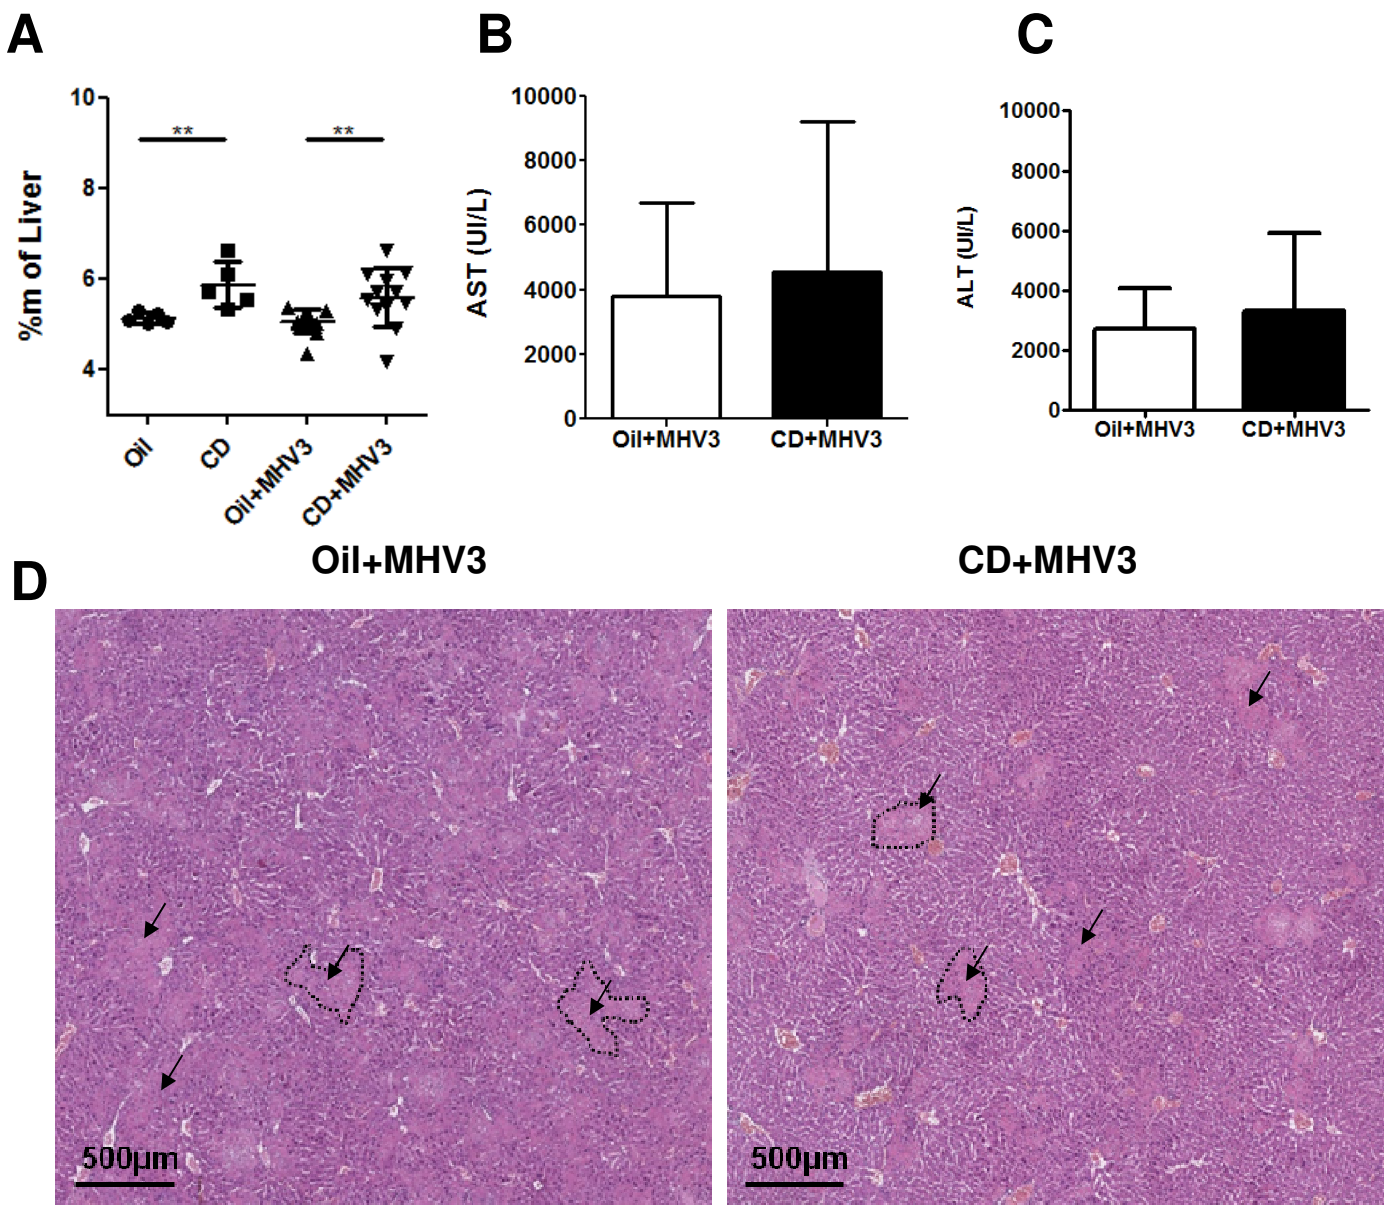 A
B
C
10
8
6
4
%m of Liver
**
**
Oil
CD
Oil+MHV3
CD+MHV3
10000
8000
6000
4000
2000
0
AST (UI/L)
Oil+MHV3
CD+MHV3
10000
8000
6000
4000
2000
0
ALT (UI/L)
Oil+MHV3
CD+MHV3
D
Oil+MHV3
CD+MHV3
500µm
500µm